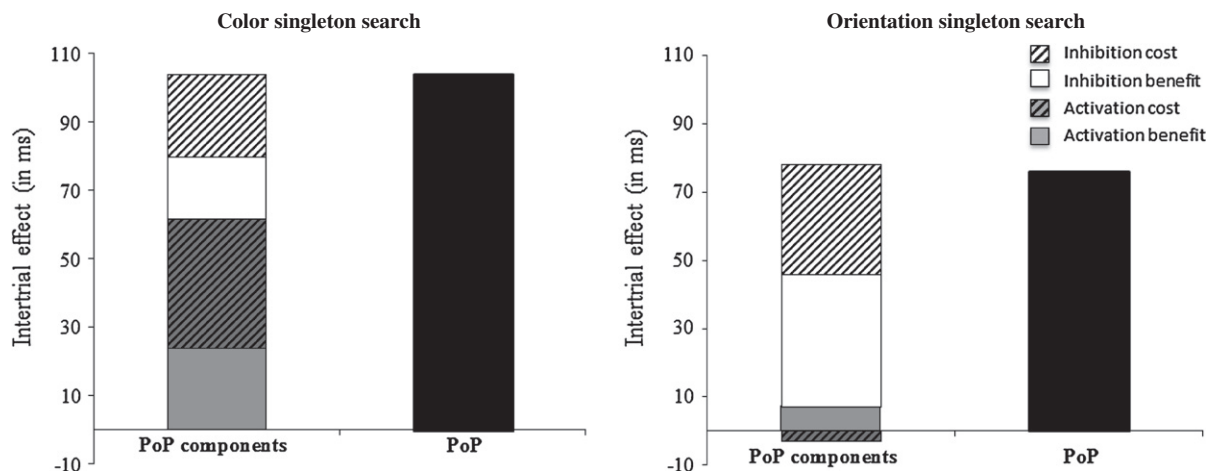 Color singleton search
Intertrial effect (in ms)
110
90
70
50
30
10
-10
PoP components
PoP
Orientation singleton search
Intertrial effect (in ms)
110
90
70
50
30
10
-10
PoP components
PoP
Inhibition cost
Inhibition benefit
Activation cost
Activation benefit